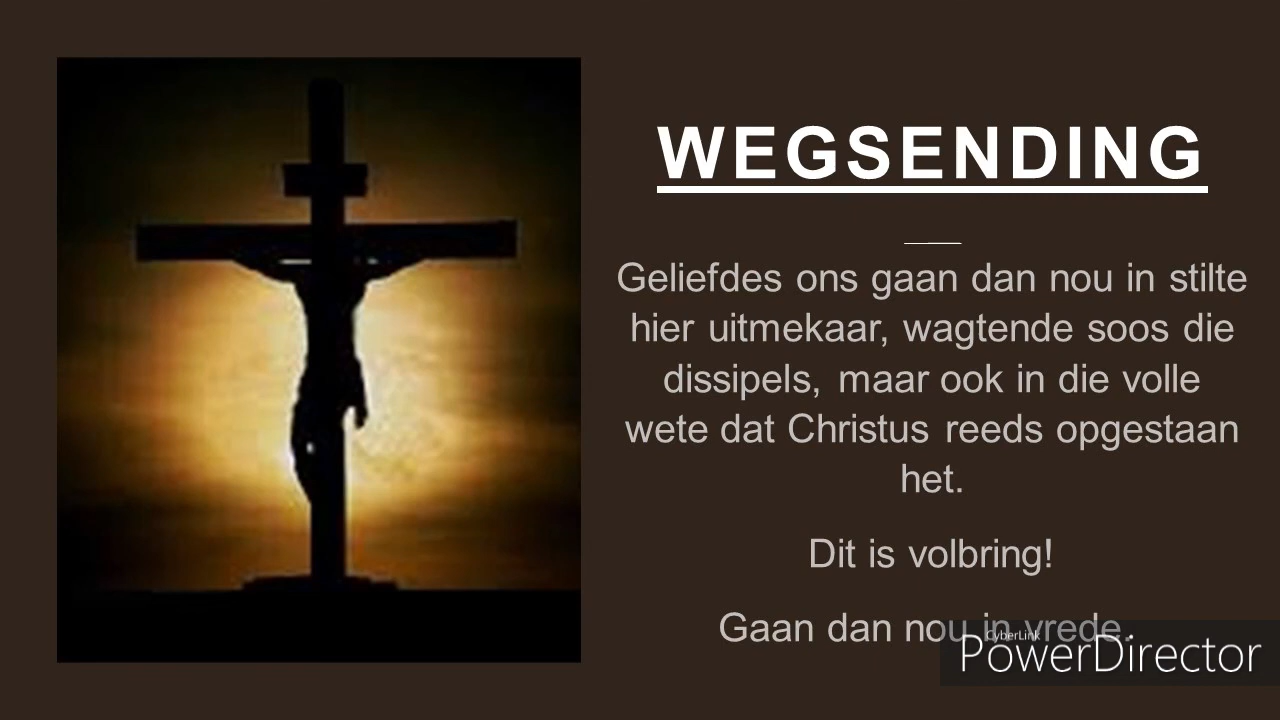 WEGSENDING
Geliefdes ons gaan dan nou in stilte
hier uitmekaar, wagtende soos die
dissipels, maar ook in die volle
wete dat Christus reeds opgestaan
het.
Dit is volbring!
Gaan dan nou in vrede.
CyberLink
PowerDirector